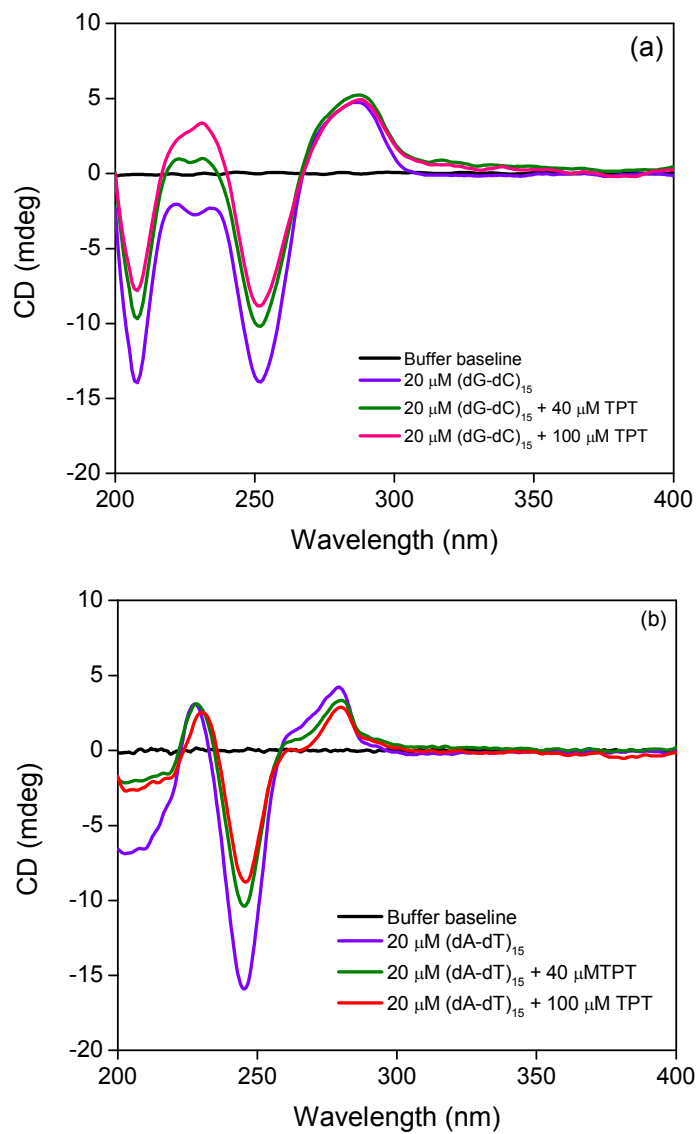 (a)
10
5
0
-5
-10
-15
-20
CD (mdeg)
Buffer baseline
20 μM (dG-dC)₁₅
20 μM (dG-dC)₁₅ + 40 μM TPT
20 μM (dG-dC)₁₅ + 100 μM TPT
200 250 300 350 400
Wavelength (nm)
(b)
10
5
0
-5
-10
-15
-20
CD (mdeg)
Buffer baseline
20 μM (dA-dT)₁₅
20 μM (dA-dT)₁₅ + 40 μMTPT
20 μM (dA-dT)₁₅ + 100 μM TPT
200 250 300 350 400
Wavelength (nm)